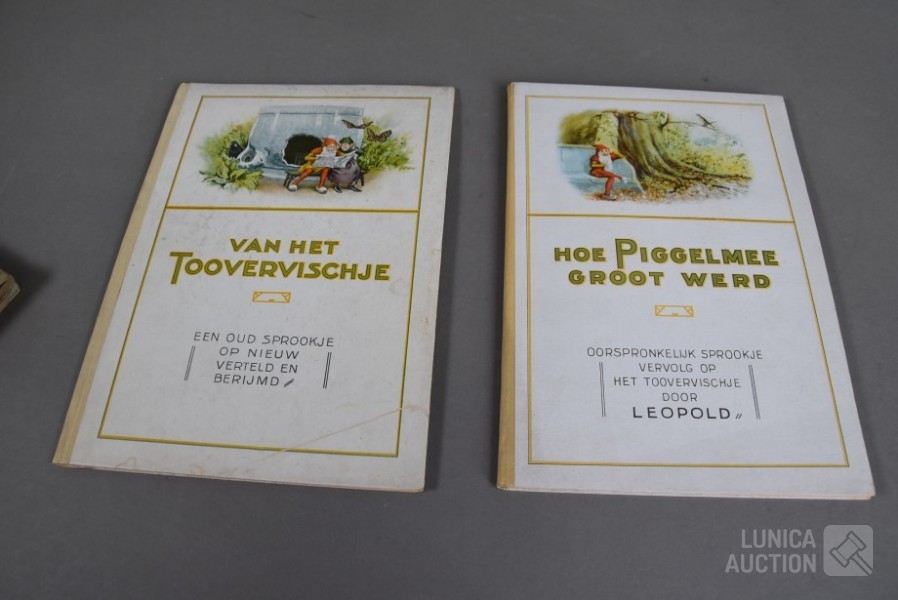 VAN HET
TOOVERVISCHJE
EEN OUD SPROOKJE
OP NIEUW
VERTELD EN
BERIJMD
HOE PIGGELMEE
GROOT WERD
OORSPRONKELIJK SPROOKJE
VERVOLG OP
HET TOOVERVISCHJE
DOOR
LEOPOLD
LUNICA
AUCTION